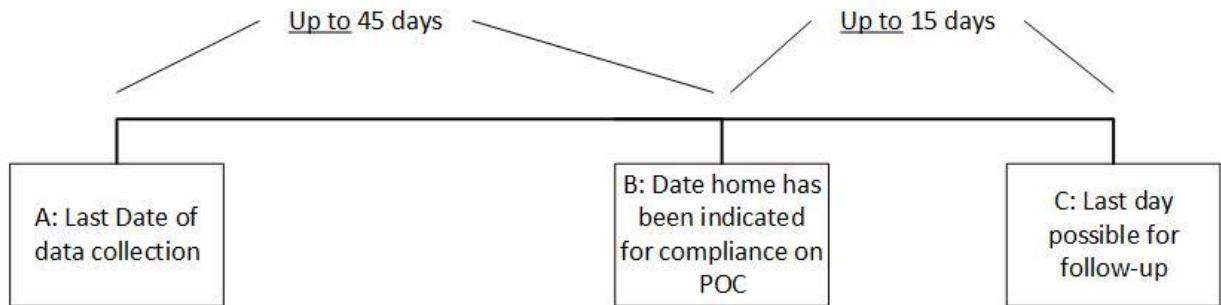 Up to 45 days
Up to 15 days
A: Last Date of
data collection
B: Date home has
been indicated
for compliance on
POC
C: Last day
possible for
follow-up